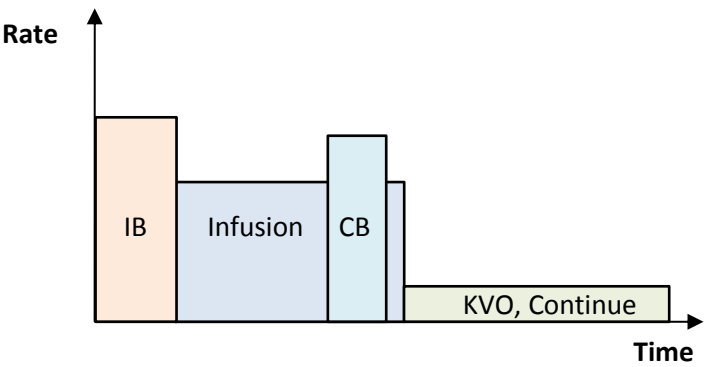 Rate
IB
Infusion
CB
KVO, Continue
Time